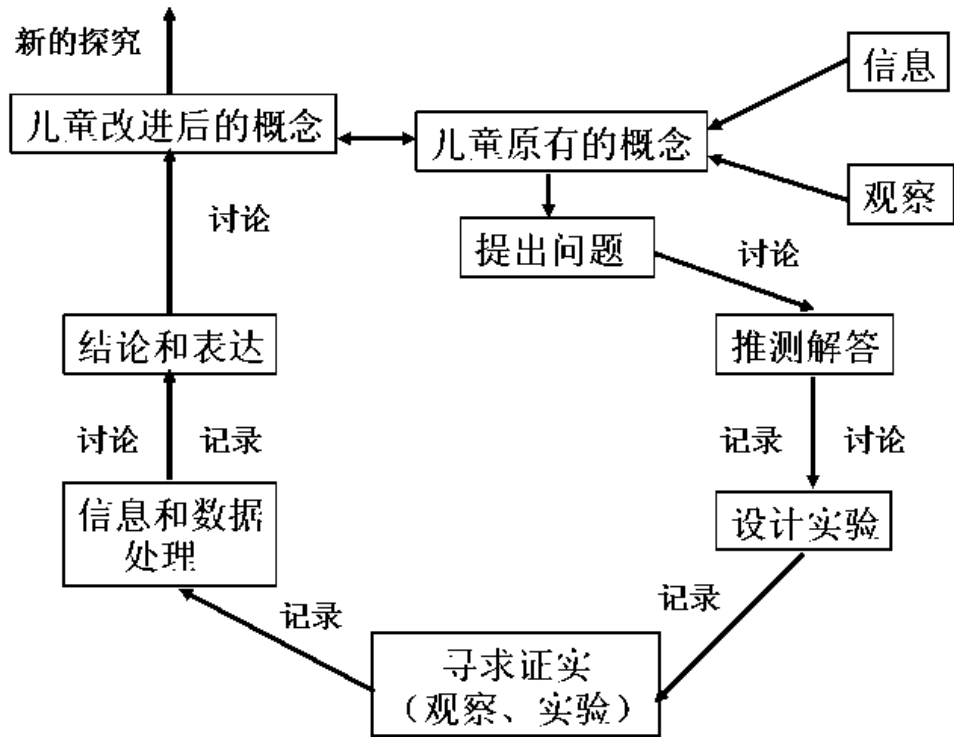 新的探究
信息
儿童改进后的概念
儿童原有的概念
观察
讨论
提出问题
讨论
结论和表达
推测解答
讨论
记录
记录
讨论
信息和数据
处理
设计实验
记录
记录
寻求证实
（观察、实验）